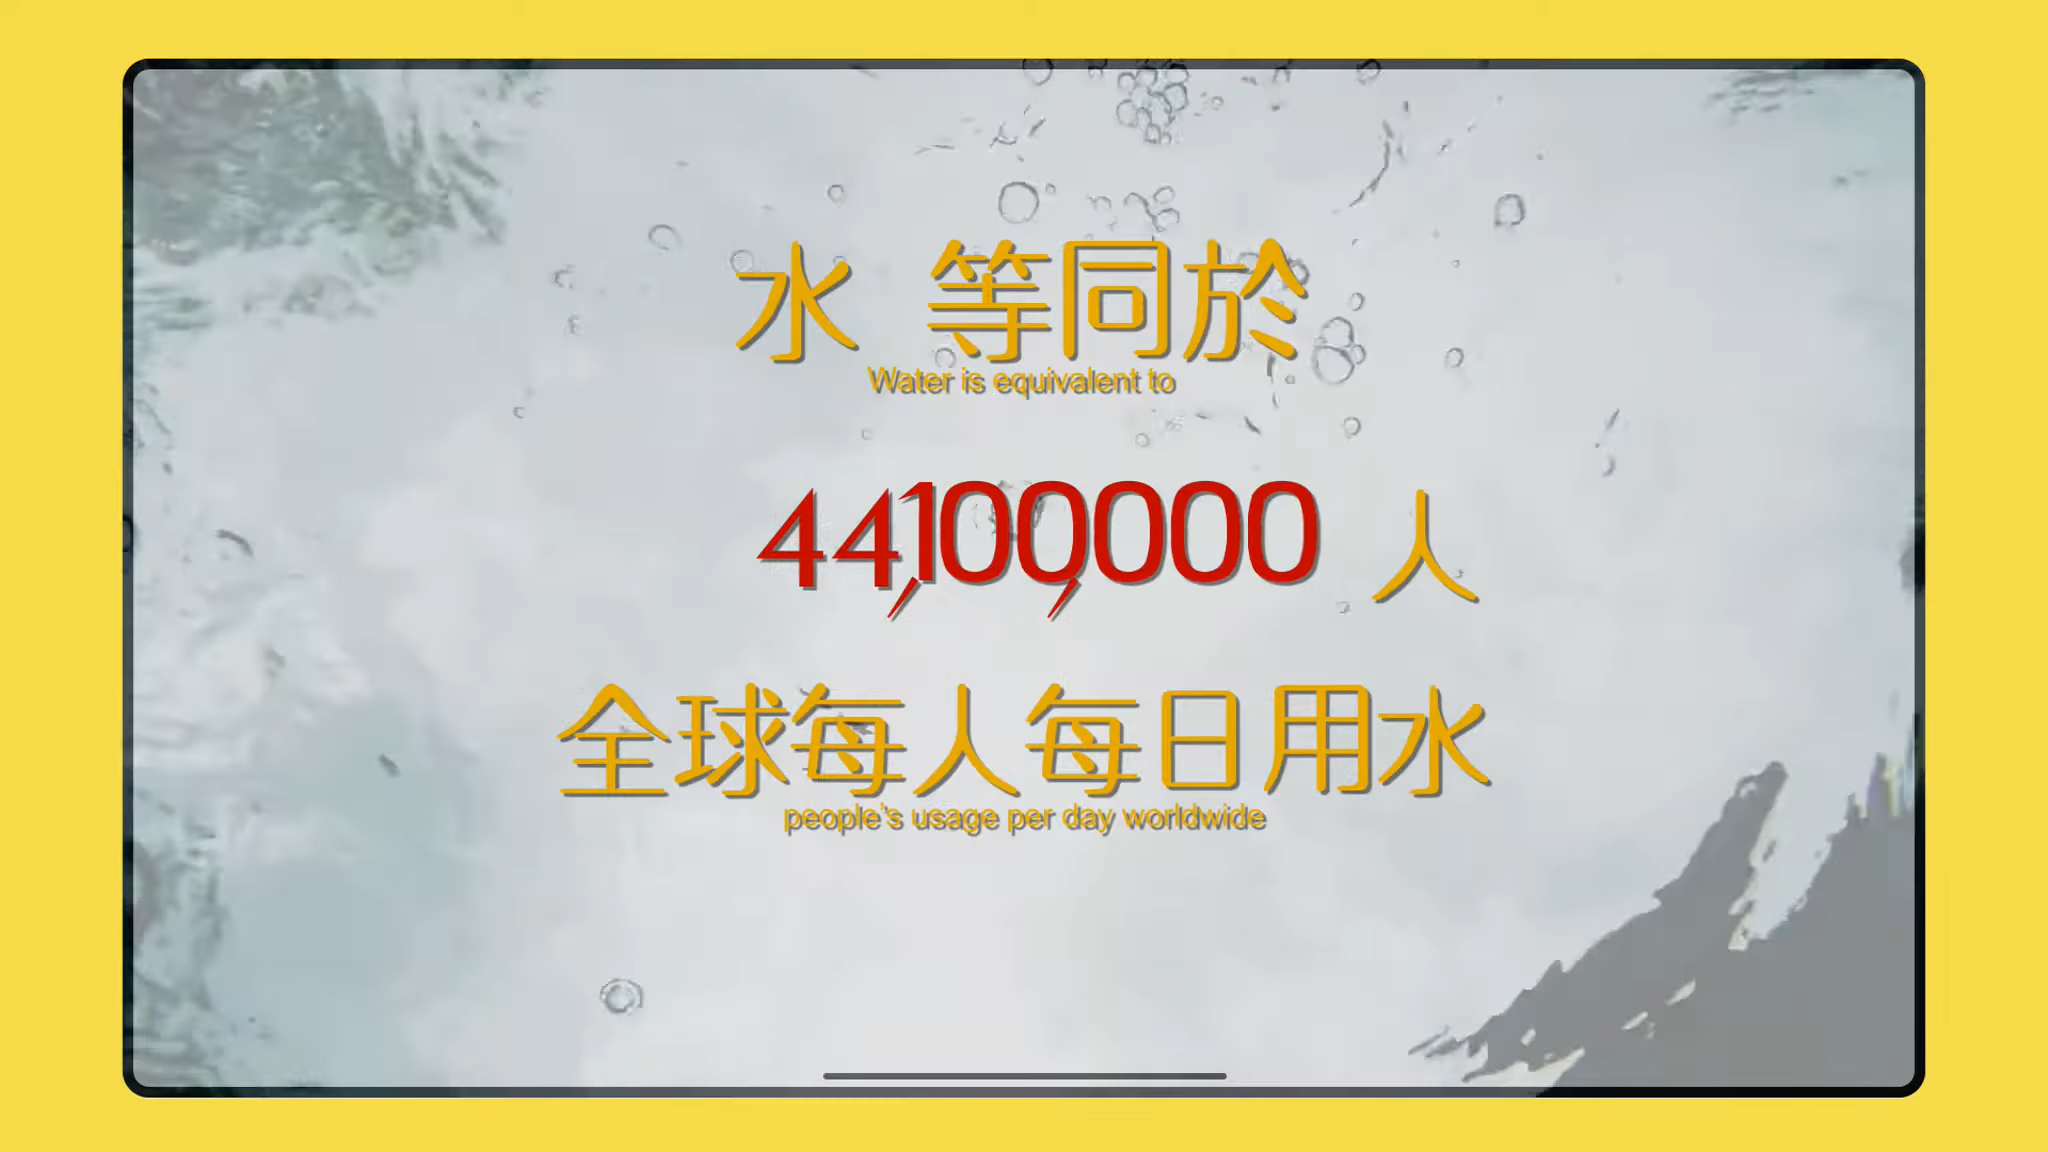 水 等同於
Water is equivalent to
44,100,000 人
全球每人每日用水
people's usage per day worldwide